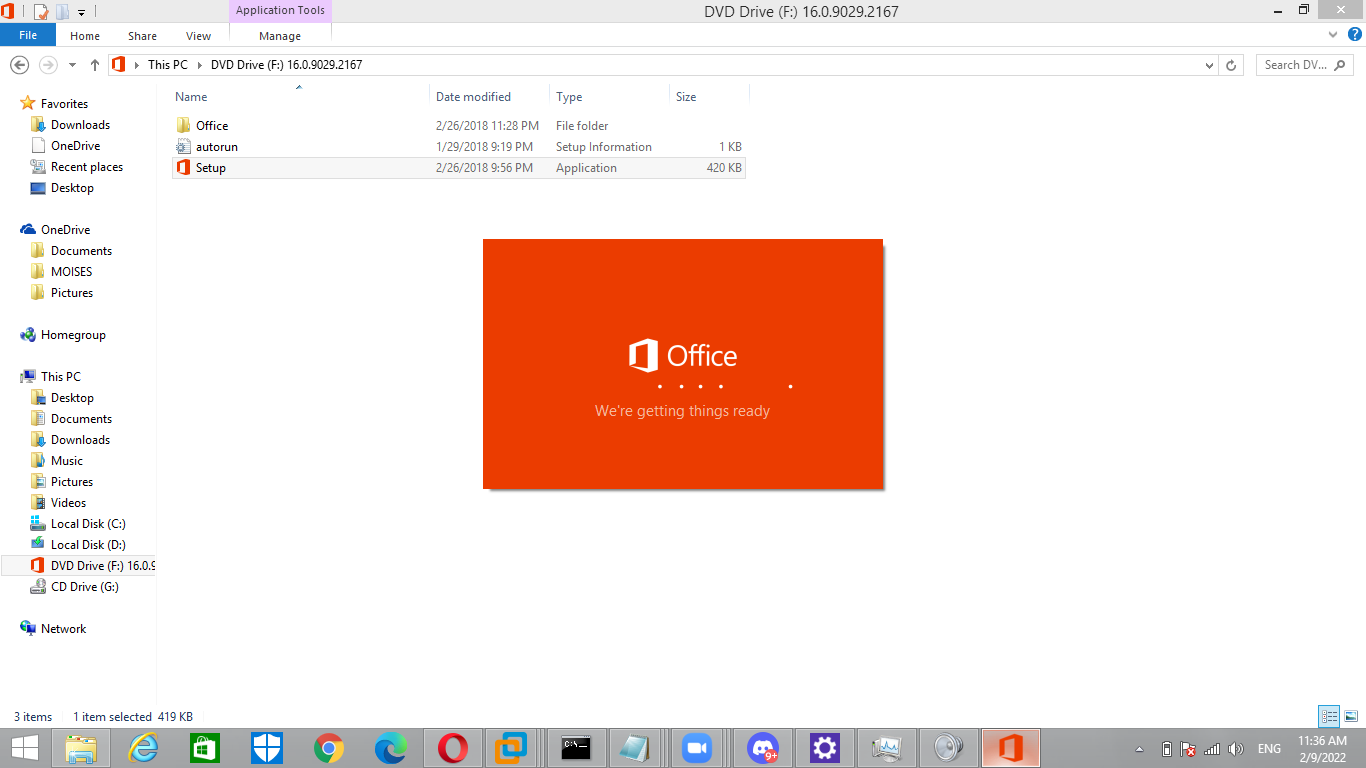 Application Tools
DVD Drive (F:) 16.0.9029.2167
File
Home
Share
View
Manage
This PC
DVD Drive (F:) 16.0.9029.2167
Search DV...
Name
Date modified
Type
Size
Office
2/26/2018 11:28 PM
File folder
autorun
1/29/2018 9:19 PM
Setup Information
1 KB
Setup
2/26/2018 9:56 PM
Application
420 KB
Favorites
Downloads
OneDrive
Recent places
Desktop
OneDrive
Documents
MOISES
Pictures
Homegroup
This PC
Desktop
Documents
Downloads
Music
Pictures
Videos
Local Disk (C:)
Local Disk (D:)
DVD Drive (F:) 16.0.9
CD Drive (G:)
Network
Office
We're getting things ready
3 items
1 item selected 419 KB
C:\.
9+
ENG
11:36 AM
2/9/2022